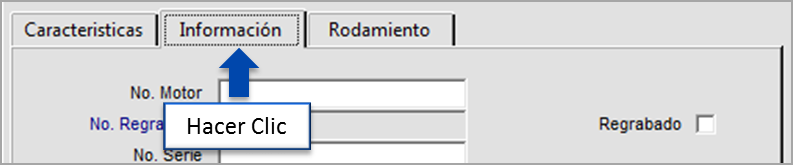 Caracteristicas Información Rodamiento
No. Motor
No. Regra
Regrabado
Hacer Clic
No. Serie